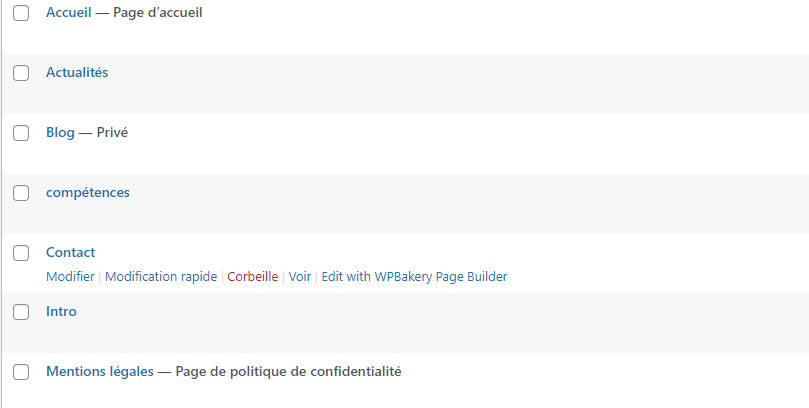 Accueil — Page d’accueil
Actualités
Blog — Privé
compétences
Contact
Modifier | Modification rapide | Corbeille | Voir | Edit with WPBakery Page Builder
Intro
Mentions légales — Page de politique de confidentialité